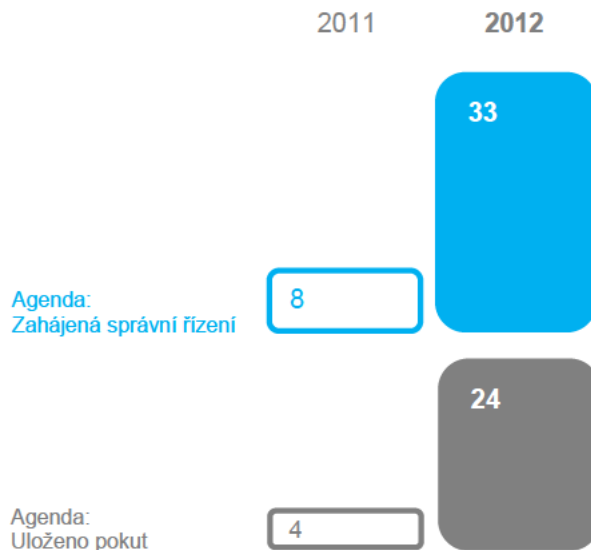 2011 2012
33
8
Agenda:
Zahájená správní řízení
24
4
Agenda:
Uloženo pokut